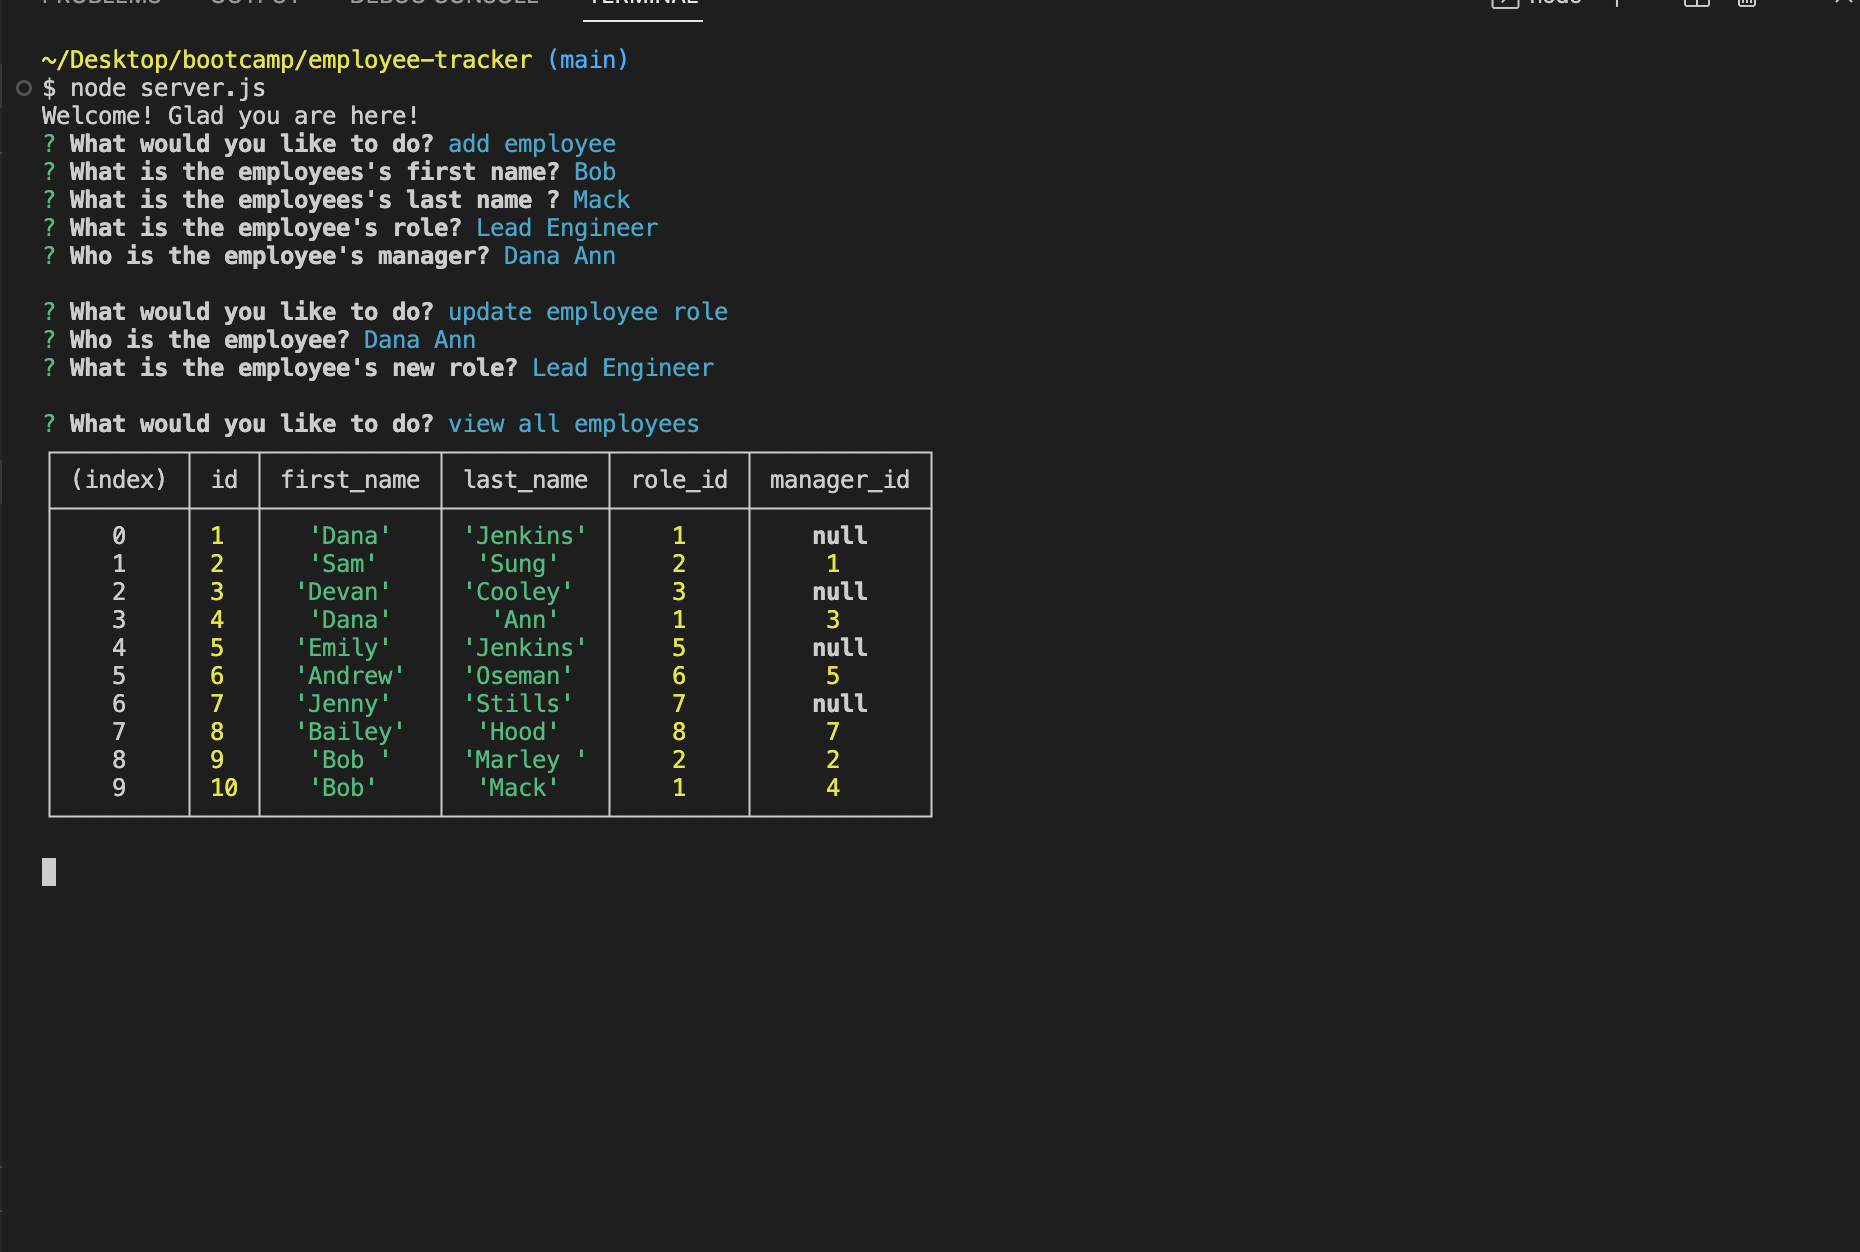 PROBLEMS OUTPUT DEBUG CONSOLE TERMINAL node
~/Desktop/bootcamp/employee-tracker (main)
$ node server.js
Welcome! Glad you are here!
? What would you like to do? add employee
? What is the employees's first name? Bob
? What is the employees's last name ? Mack
? What is the employee's role? Lead Engineer
? Who is the employee's manager? Dana Ann
? What would you like to do? update employee role
? Who is the employee? Dana Ann
? What is the employee's new role? Lead Engineer
? What would you like to do? view all employees
(index) id first_name last_name role_id manager_id
0 1 'Dana' 'Jenkins' 1 null
1 2 'Sam' 'Sung' 2 1
2 3 'Devan' 'Cooley' 3 null
3 4 'Dana' 'Ann' 1 3
4 5 'Emily' 'Jenkins' 5 null
5 6 'Andrew' 'Oseman' 6 5
6 7 'Jenny' 'Stills' 7 null
7 8 'Bailey' 'Hood' 8 7
8 9 'Bob ' 'Marley ' 2 2
9 10 'Bob' 'Mack' 1 4